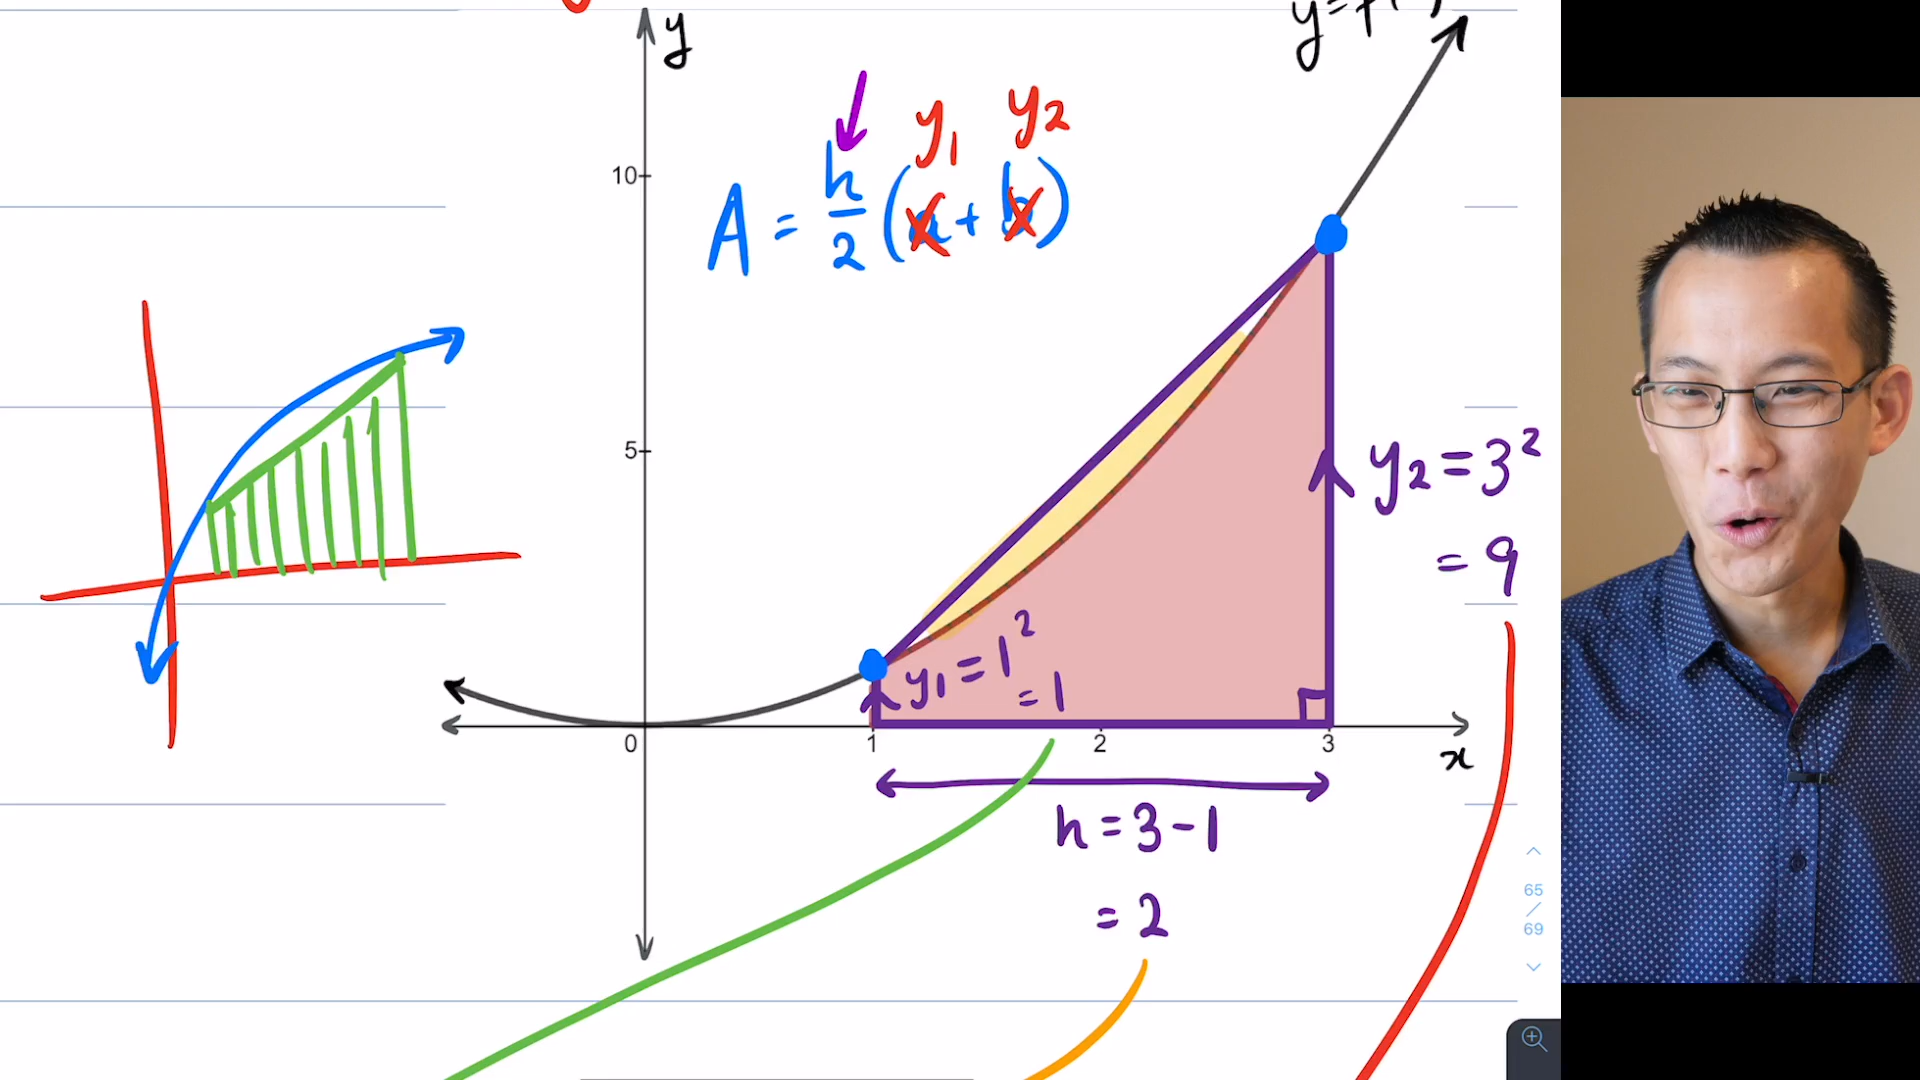 y
y=f
y₁ y₂
A = h/2 (a + b)
10
5
y₂ = 3²
= 9
y₁ = 1²
= 1
0 1 2 3
x
h = 3 - 1
= 2
65
/
69